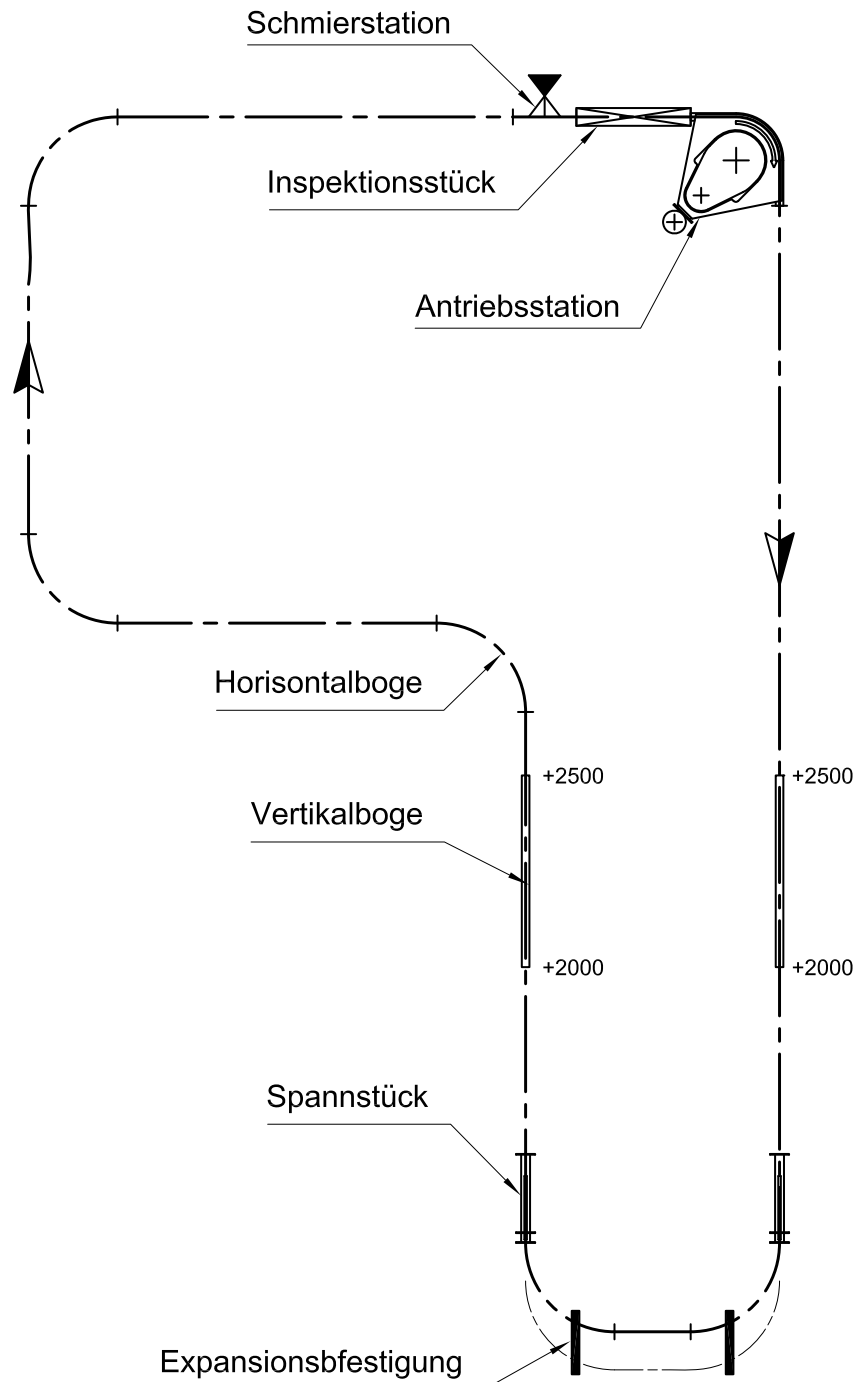 Schmierstation
Inspektionsstück
Antriebsstation
Horisontalboge
+2500
+2500
Vertikalboge
+2000
+2000
Spannstück
Expansionsbfestigung